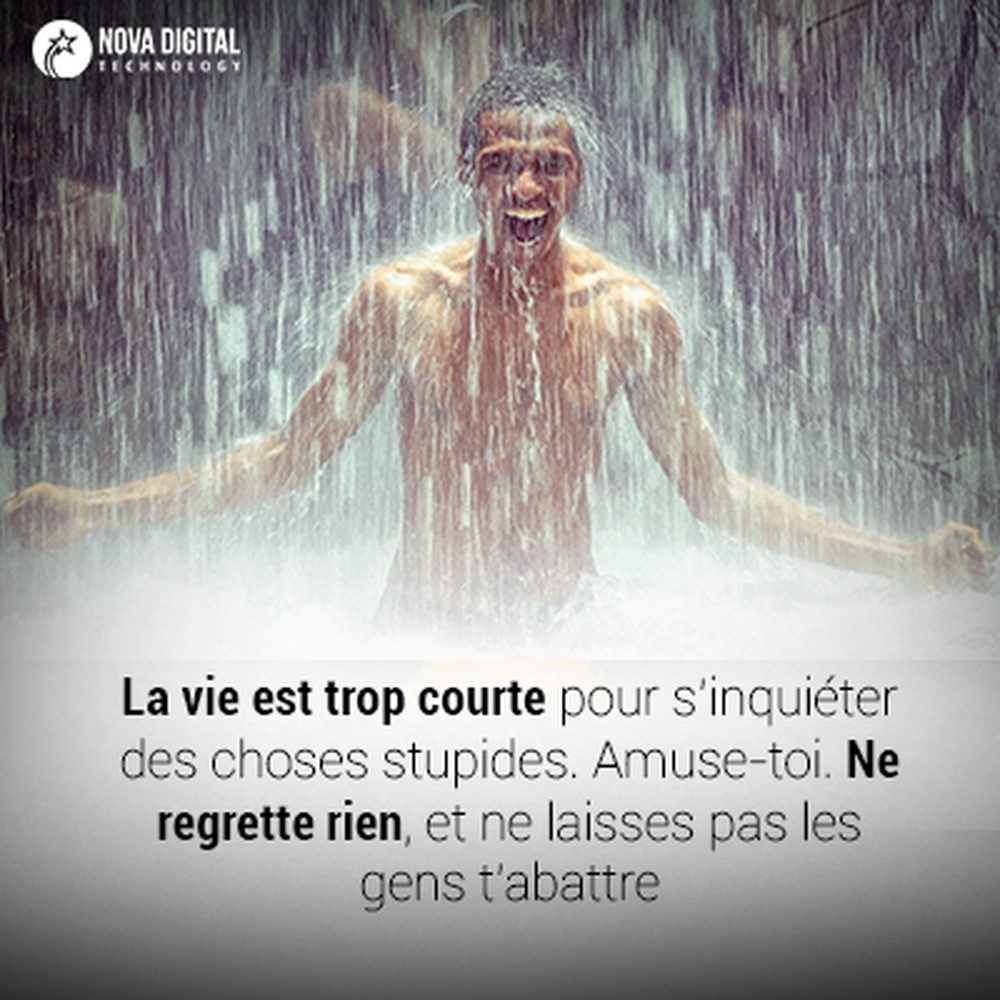 NOVA DIGITAL
TECHNOLOGY
La vie est trop courte pour s'inquiéter
des choses stupides. Amuse-toi. Ne
regrette rien, et ne laisses pas les
gens t'abattre